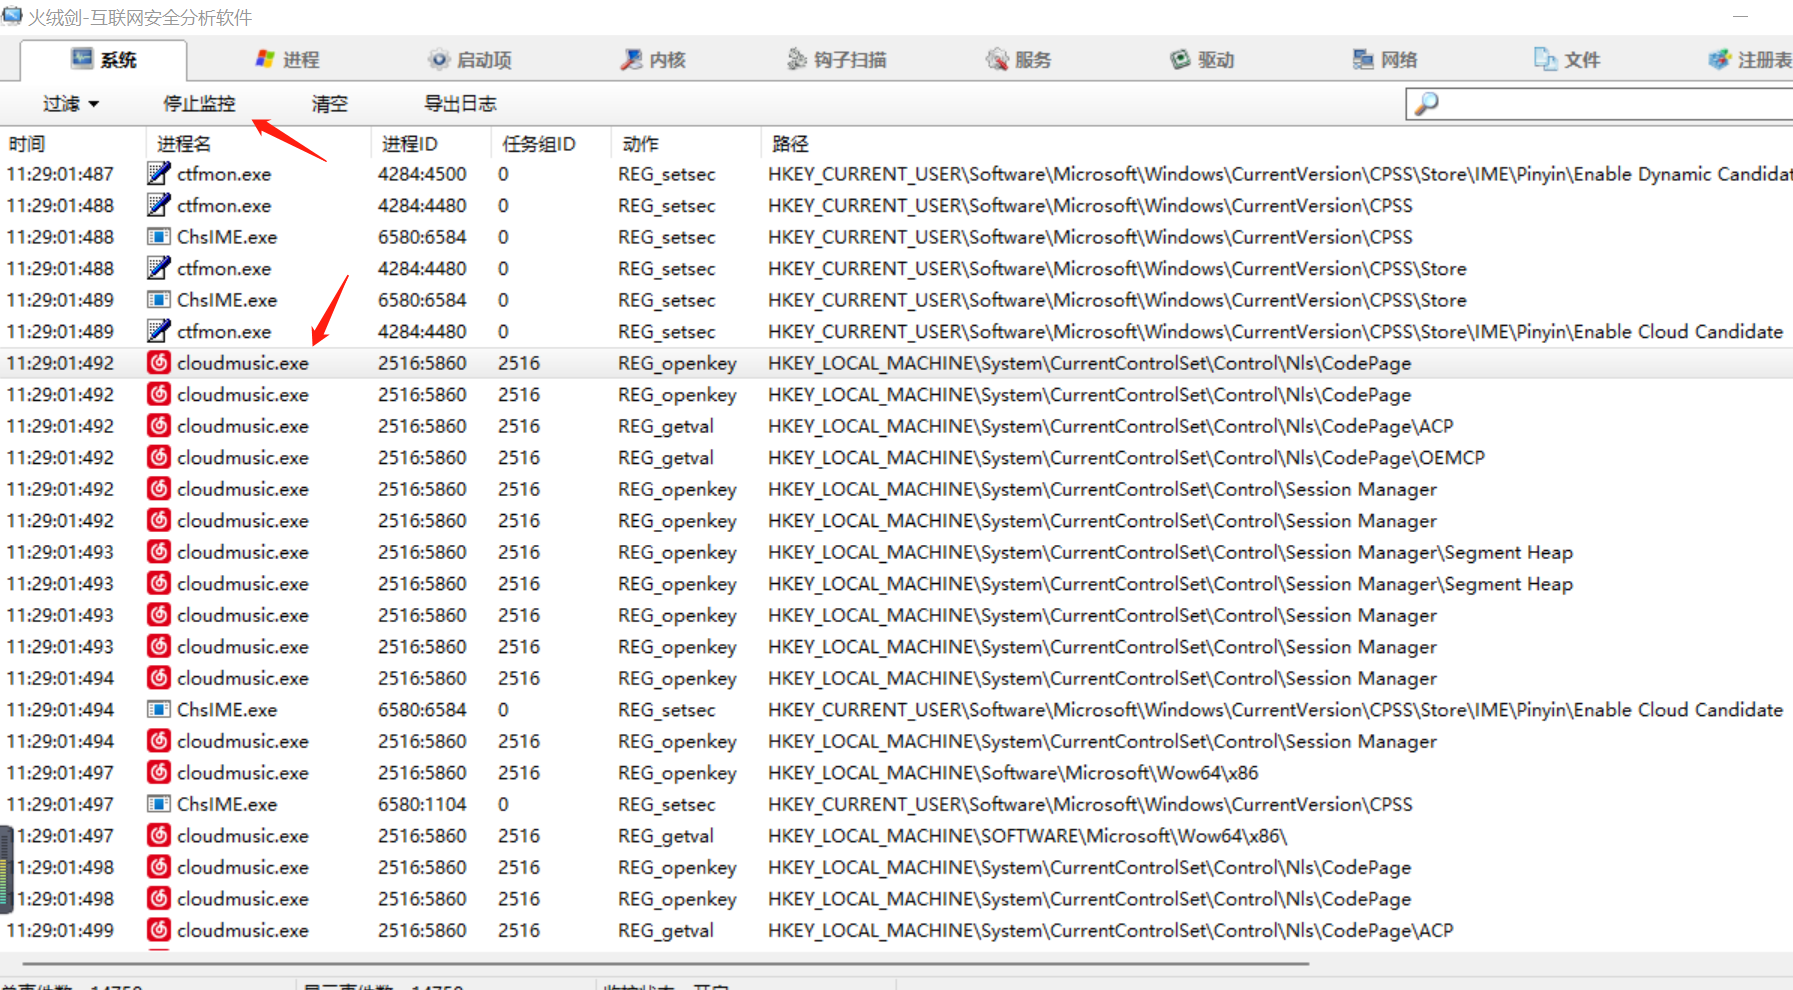 火绒剑-互联网安全分析软件
系统 进程 启动项 内核 钩子扫描 服务 驱动 网络 文件 注册表
过滤 停止监控 清空 导出日志
时间 进程名 进程ID 任务组ID 动作 路径
11:29:01:487 ctfmon.exe 4284:4500 0 REG_setsec HKEY_CURRENT_USER\Software\Microsoft\Windows\CurrentVersion\CPSS\Store\IME\Pinyin\Enable Dynamic Candidat
11:29:01:488 ctfmon.exe 4284:4480 0 REG_setsec HKEY_CURRENT_USER\Software\Microsoft\Windows\CurrentVersion\CPSS
11:29:01:488 ChsIME.exe 6580:6584 0 REG_setsec HKEY_CURRENT_USER\Software\Microsoft\Windows\CurrentVersion\CPSS
11:29:01:488 ctfmon.exe 4284:4480 0 REG_setsec HKEY_CURRENT_USER\Software\Microsoft\Windows\CurrentVersion\CPSS\Store
11:29:01:489 ChsIME.exe 6580:6584 0 REG_setsec HKEY_CURRENT_USER\Software\Microsoft\Windows\CurrentVersion\CPSS\Store
11:29:01:489 ctfmon.exe 4284:4480 0 REG_setsec HKEY_CURRENT_USER\Software\Microsoft\Windows\CurrentVersion\CPSS\Store\IME\Pinyin\Enable Cloud Candidate
11:29:01:492 cloudmusic.exe 2516:5860 2516 REG_openkey HKEY_LOCAL_MACHINE\System\CurrentControlSet\Control\Nls\CodePage
11:29:01:492 cloudmusic.exe 2516:5860 2516 REG_openkey HKEY_LOCAL_MACHINE\System\CurrentControlSet\Control\Nls\CodePage
11:29:01:492 cloudmusic.exe 2516:5860 2516 REG_getval HKEY_LOCAL_MACHINE\System\CurrentControlSet\Control\Nls\CodePage\ACP
11:29:01:492 cloudmusic.exe 2516:5860 2516 REG_getval HKEY_LOCAL_MACHINE\System\CurrentControlSet\Control\Nls\CodePage\OEMCP
11:29:01:492 cloudmusic.exe 2516:5860 2516 REG_openkey HKEY_LOCAL_MACHINE\System\CurrentControlSet\Control\Session Manager
11:29:01:492 cloudmusic.exe 2516:5860 2516 REG_openkey HKEY_LOCAL_MACHINE\System\CurrentControlSet\Control\Session Manager
11:29:01:493 cloudmusic.exe 2516:5860 2516 REG_openkey HKEY_LOCAL_MACHINE\System\CurrentControlSet\Control\Session Manager\Segment Heap
11:29:01:493 cloudmusic.exe 2516:5860 2516 REG_openkey HKEY_LOCAL_MACHINE\System\CurrentControlSet\Control\Session Manager\Segment Heap
11:29:01:493 cloudmusic.exe 2516:5860 2516 REG_openkey HKEY_LOCAL_MACHINE\System\CurrentControlSet\Control\Session Manager
11:29:01:493 cloudmusic.exe 2516:5860 2516 REG_openkey HKEY_LOCAL_MACHINE\System\CurrentControlSet\Control\Session Manager
11:29:01:494 cloudmusic.exe 2516:5860 2516 REG_openkey HKEY_LOCAL_MACHINE\System\CurrentControlSet\Control\Session Manager
11:29:01:494 ChsIME.exe 6580:6584 0 REG_setsec HKEY_CURRENT_USER\Software\Microsoft\Windows\CurrentVersion\CPSS\Store\IME\Pinyin\Enable Cloud Candidate
11:29:01:494 cloudmusic.exe 2516:5860 2516 REG_openkey HKEY_LOCAL_MACHINE\System\CurrentControlSet\Control\Session Manager
11:29:01:497 cloudmusic.exe 2516:5860 2516 REG_openkey HKEY_LOCAL_MACHINE\Software\Microsoft\Wow64\x86
11:29:01:497 ChsIME.exe 6580:1104 0 REG_setsec HKEY_CURRENT_USER\Software\Microsoft\Windows\CurrentVersion\CPSS
11:29:01:497 cloudmusic.exe 2516:5860 2516 REG_getval HKEY_LOCAL_MACHINE\SOFTWARE\Microsoft\Wow64\x86\
11:29:01:498 cloudmusic.exe 2516:5860 2516 REG_openkey HKEY_LOCAL_MACHINE\System\CurrentControlSet\Control\Nls\CodePage
11:29:01:498 cloudmusic.exe 2516:5860 2516 REG_openkey HKEY_LOCAL_MACHINE\System\CurrentControlSet\Control\Nls\CodePage
11:29:01:499 cloudmusic.exe 2516:5860 2516 REG_getval HKEY_LOCAL_MACHINE\System\CurrentControlSet\Control\Nls\CodePage\ACP